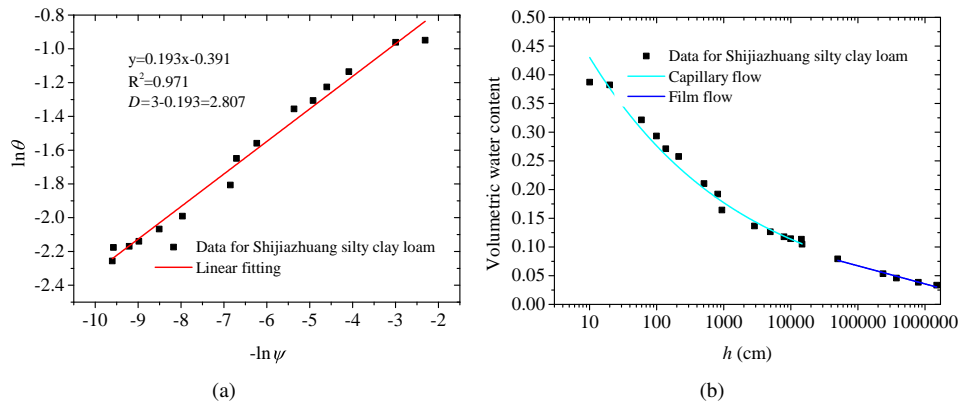 -0.8
-1.0
-1.2
-1.4
-1.6
-1.8
-2.0
-2.2
-2.4
lnθ
y=0.193x-0.391
R²=0.971
D=3-0.193=2.807
Data for Shijiazhuang silty clay loam
Linear fitting
-10 -9 -8 -7 -6 -5 -4 -3 -2
-lnψ
(a)
0.50
0.45
0.40
0.35
0.30
0.25
0.20
0.15
0.10
0.05
0.00
Volumetric water content
Data for Shijiazhuang silty clay loam
Capillary flow
Film flow
10 100 1000 10000 100000 1000000
h (cm)
(b)